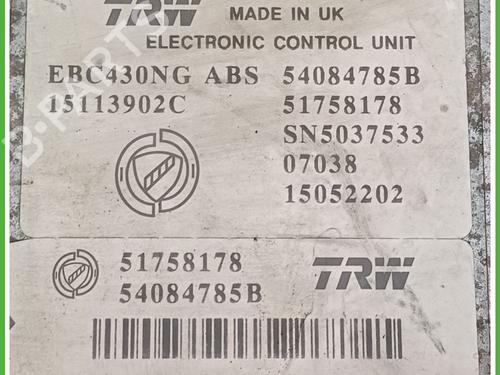 TRW MADE IN UK
ELECTRONIC CONTROL UNIT
EBC430NG ABS 54084785B
15113902C 51758178
SN5037533
07038
15052202
51758178 TRW
54084785B